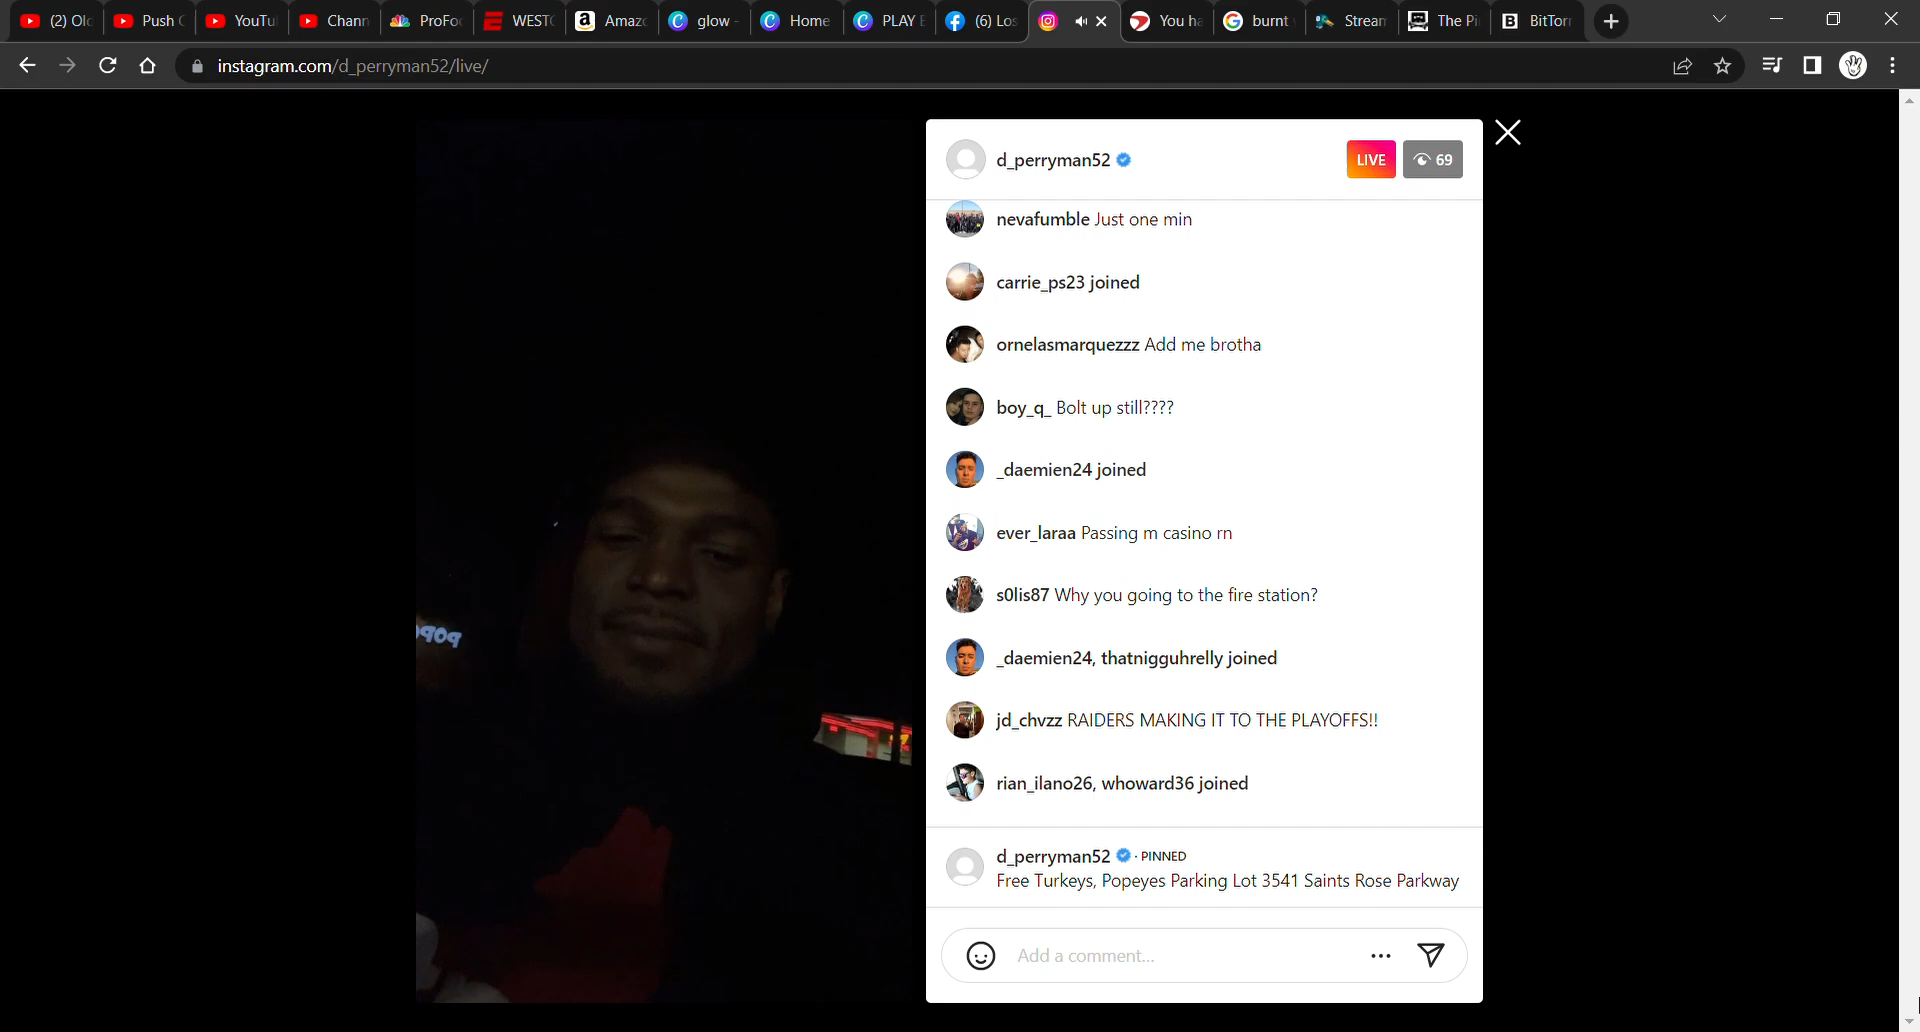 (2) Ol
Push
YouTu
Chann
ProFo
WEST
Amaz
glow -
Home
PLAY
(6) Los
You ha
burnt
Stream
The Pi
BitTor
instagram.com/d_perryman52/live/
d_perryman52
LIVE
69
nevafumble Just one min
carrie_ps23 joined
ornelasmarquezzz Add me brotha
boy_q_ Bolt up still????
_daemien24 joined
ever_laraa Passing m casino rn
s0lis87 Why you going to the fire station?
_daemien24, thatnigguhrelly joined
jd_chvzz RAIDERS MAKING IT TO THE PLAYOFFS!!
rian_ilano26, whoward36 joined
d_perryman52 · PINNED
Free Turkeys, Popeyes Parking Lot 3541 Saints Rose Parkway
Add a comment...